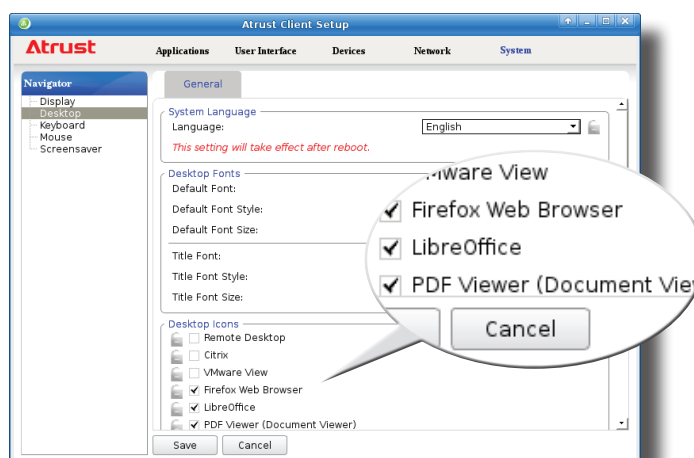 Atrust Client Setup
Atrust
Applications User Interface Devices Network System
Navigator
Display
Desktop
Keyboard
Mouse
Screensaver
General
System Language
Language: English
This setting will take effect after reboot.
Desktop Fonts
Default Font:
Default Font Style:
Default Font Size:
Title Font:
Title Font Style:
Title Font Size:
Desktop Icons
Remote Desktop
Citrix
VMware View
Firefox Web Browser
LibreOffice
PDF Viewer (Document Viewer)
Save Cancel
VMware View
Firefox Web Browser
LibreOffice
PDF Viewer (Document Vie
Cancel